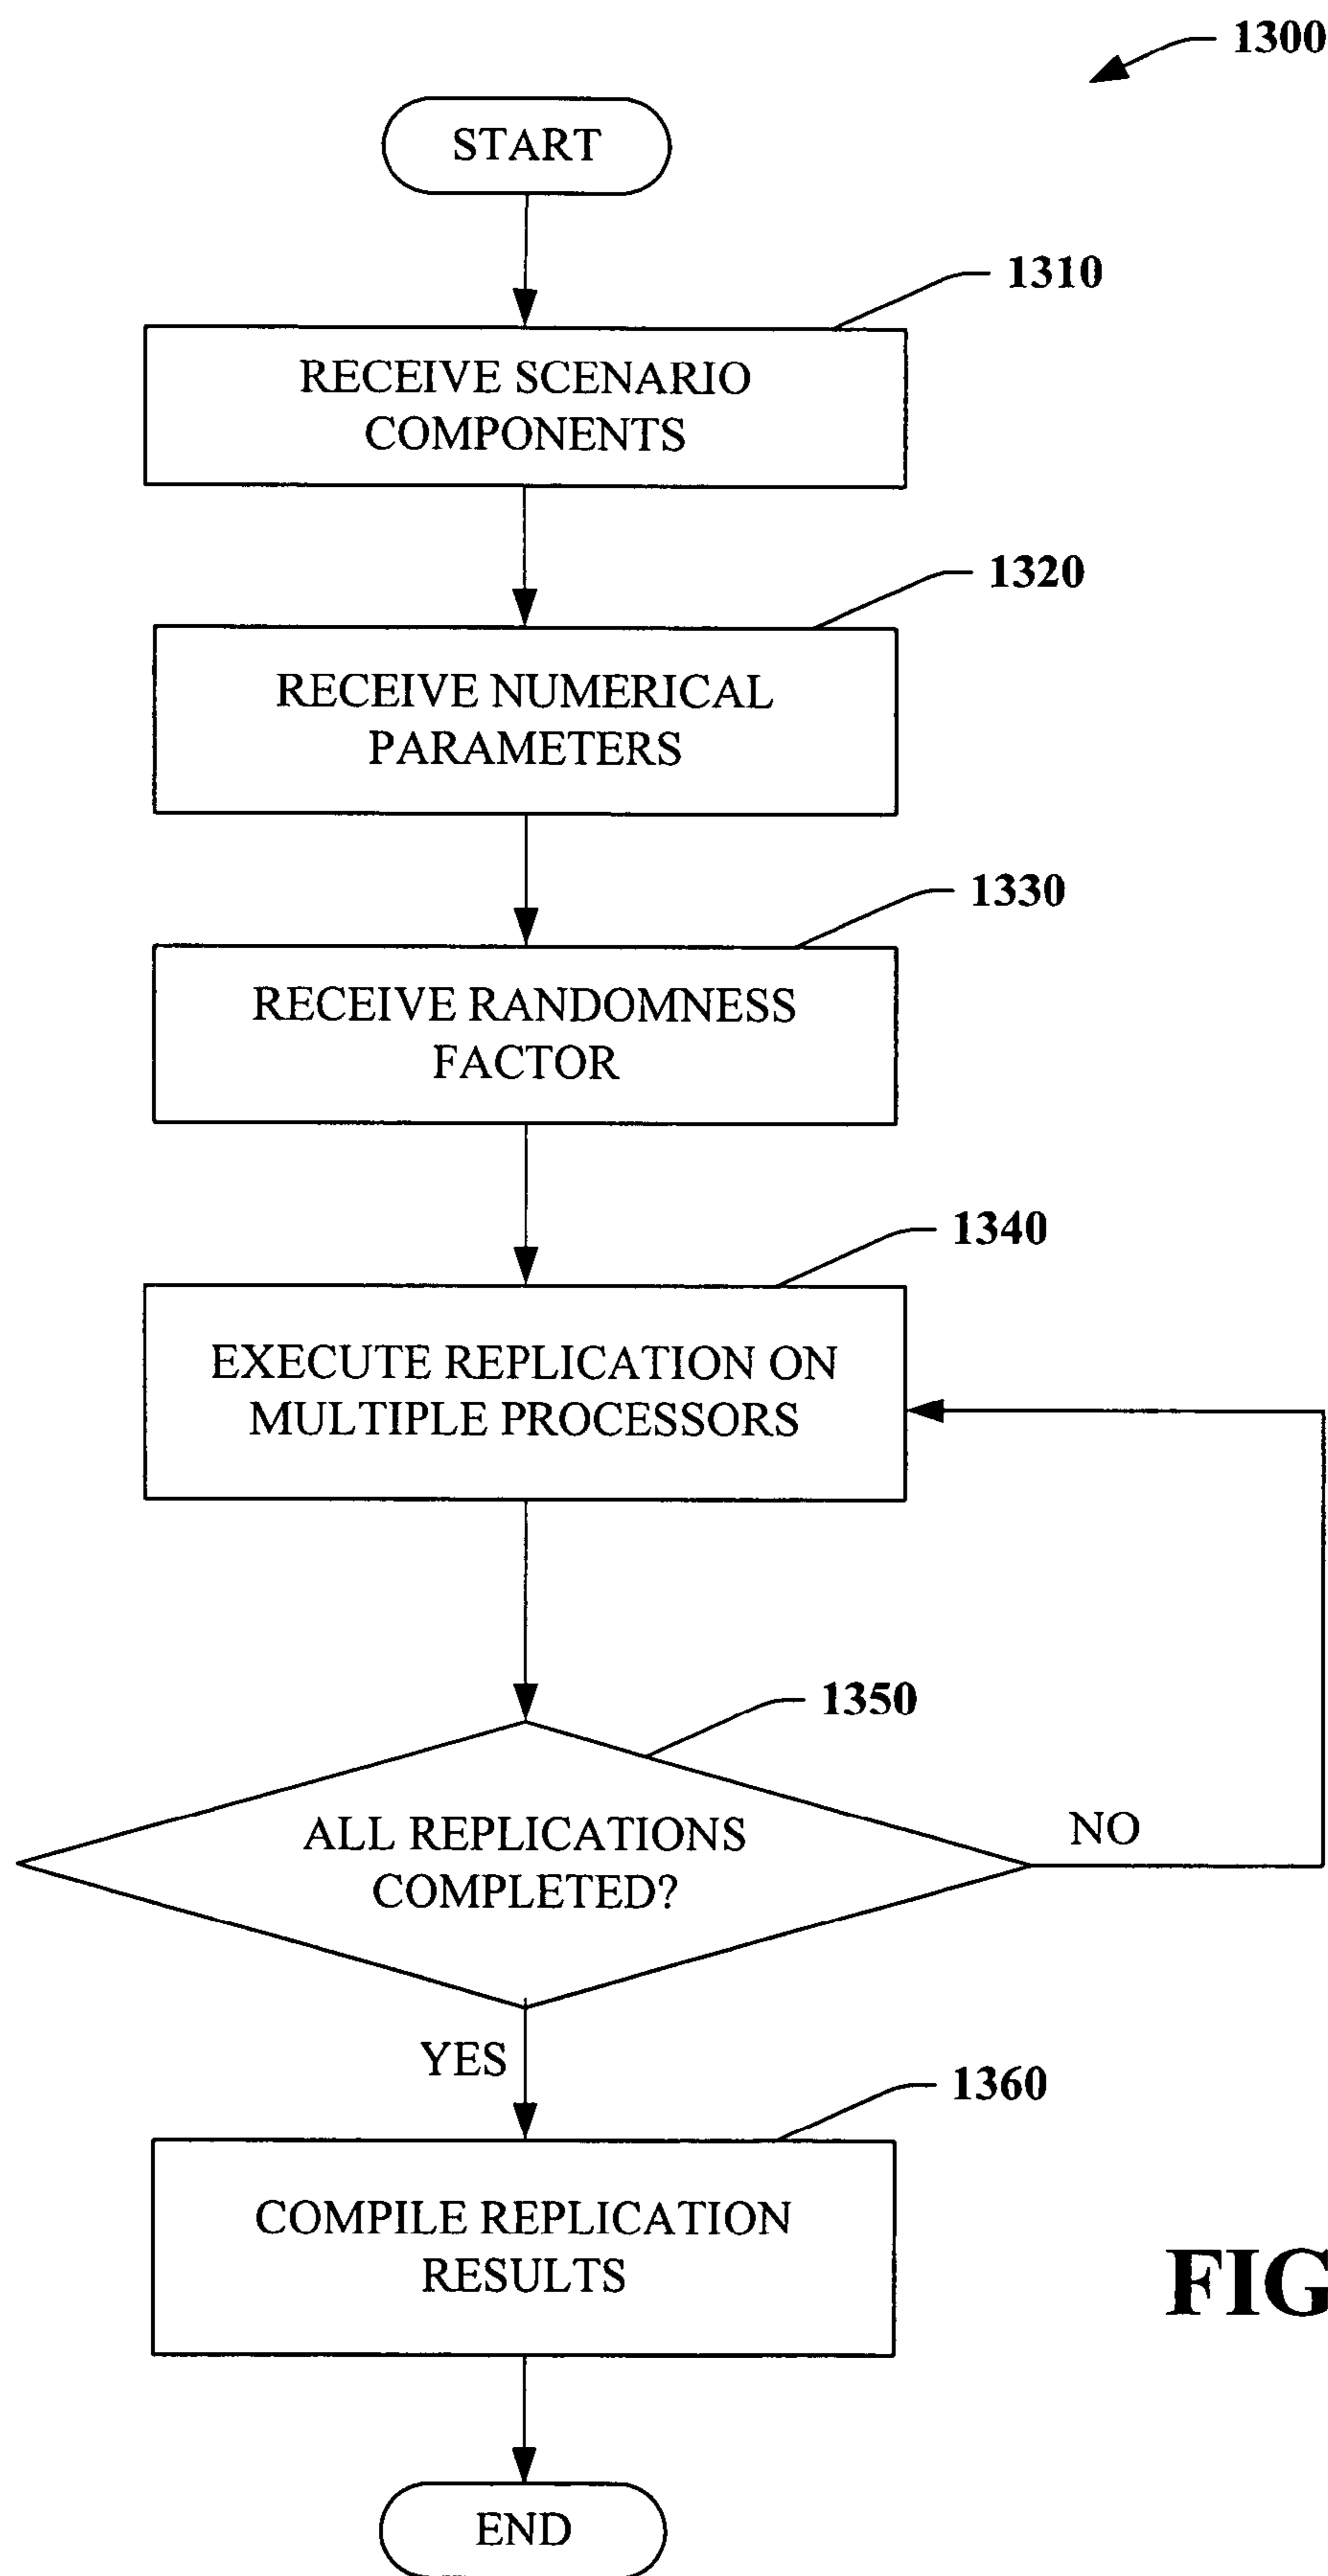 1300
START
1310
RECEIVE SCENARIO
COMPONENTS
1320
RECEIVE NUMERICAL
PARAMETERS
1330
RECEIVE RANDOMNESS
FACTOR
1340
EXECUTE REPLICATION ON
MULTIPLE PROCESSORS
1350
ALL REPLICATIONS
COMPLETED?
NO
YES
1360
COMPILE REPLICATION
RESULTS
FIG
END